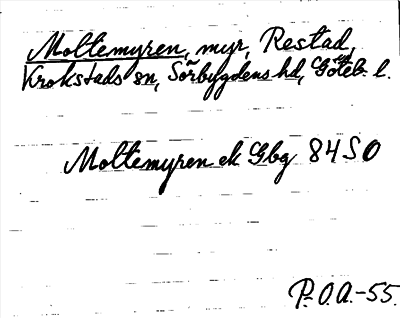 Moltemyren, myr, Restad,
Krokstads sn, Sörbygdens hd, Göteb. l.
Moltemyren ek Gbg 84 SO
P.O.A.-55.